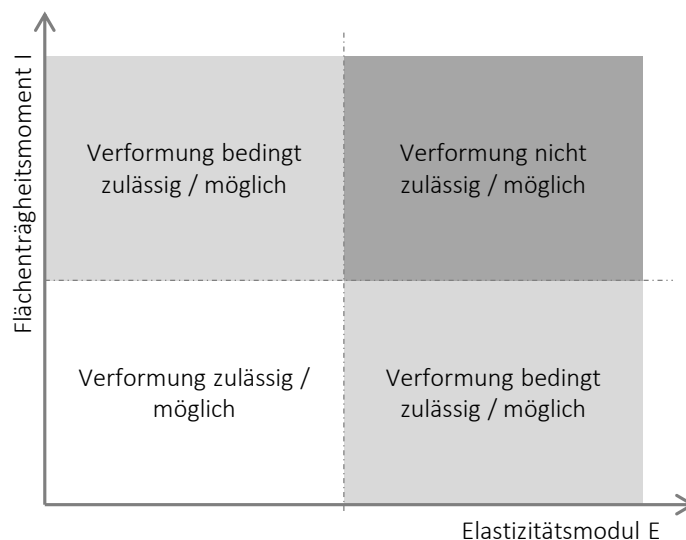 Flächenträgheitsmoment I
Verformung bedingt
zulässig / möglich
Verformung nicht
zulässig / möglich
Verformung zulässig /
möglich
Verformung bedingt
zulässig / möglich
Elastizitätsmodul E